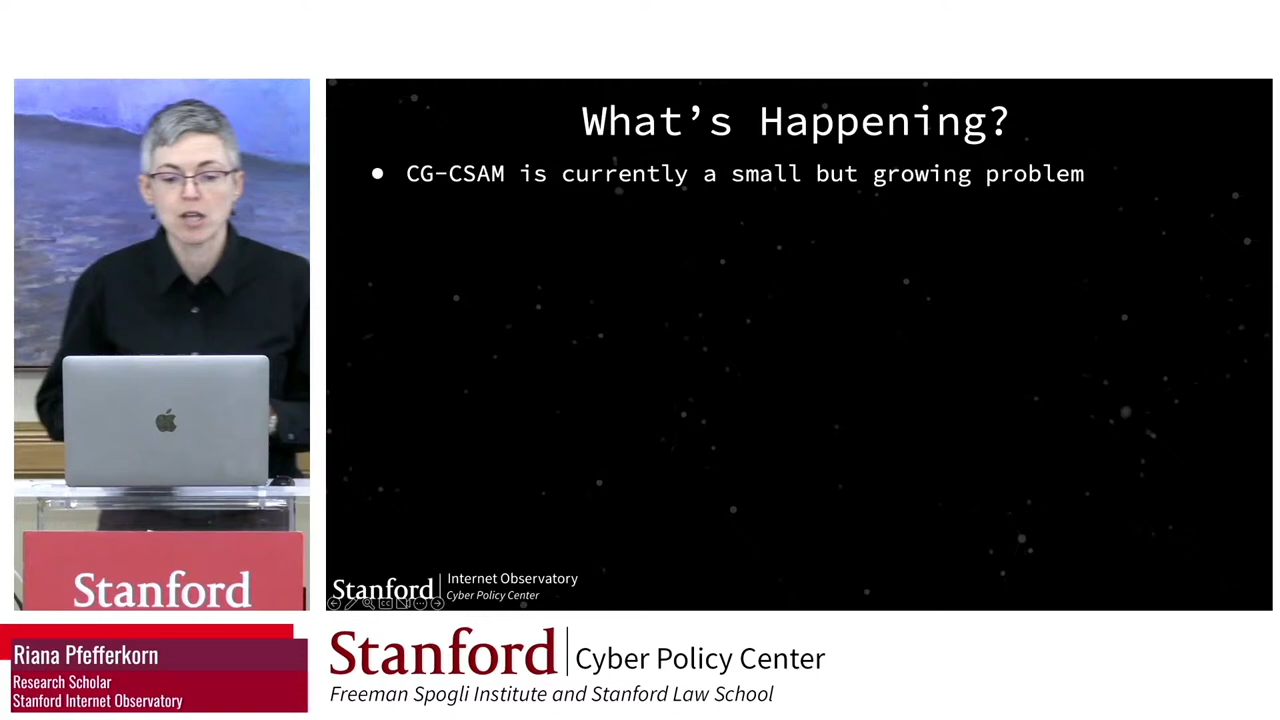 What's Happening?
● CG-CSAM is currently a small but growing problem
Stanford
Stanford
Internet Observatory
Cyber Policy Center
Riana Pfefferkorn
Research Scholar
Stanford Internet Observatory
Stanford
Cyber Policy Center
Freeman Spogli Institute and Stanford Law School